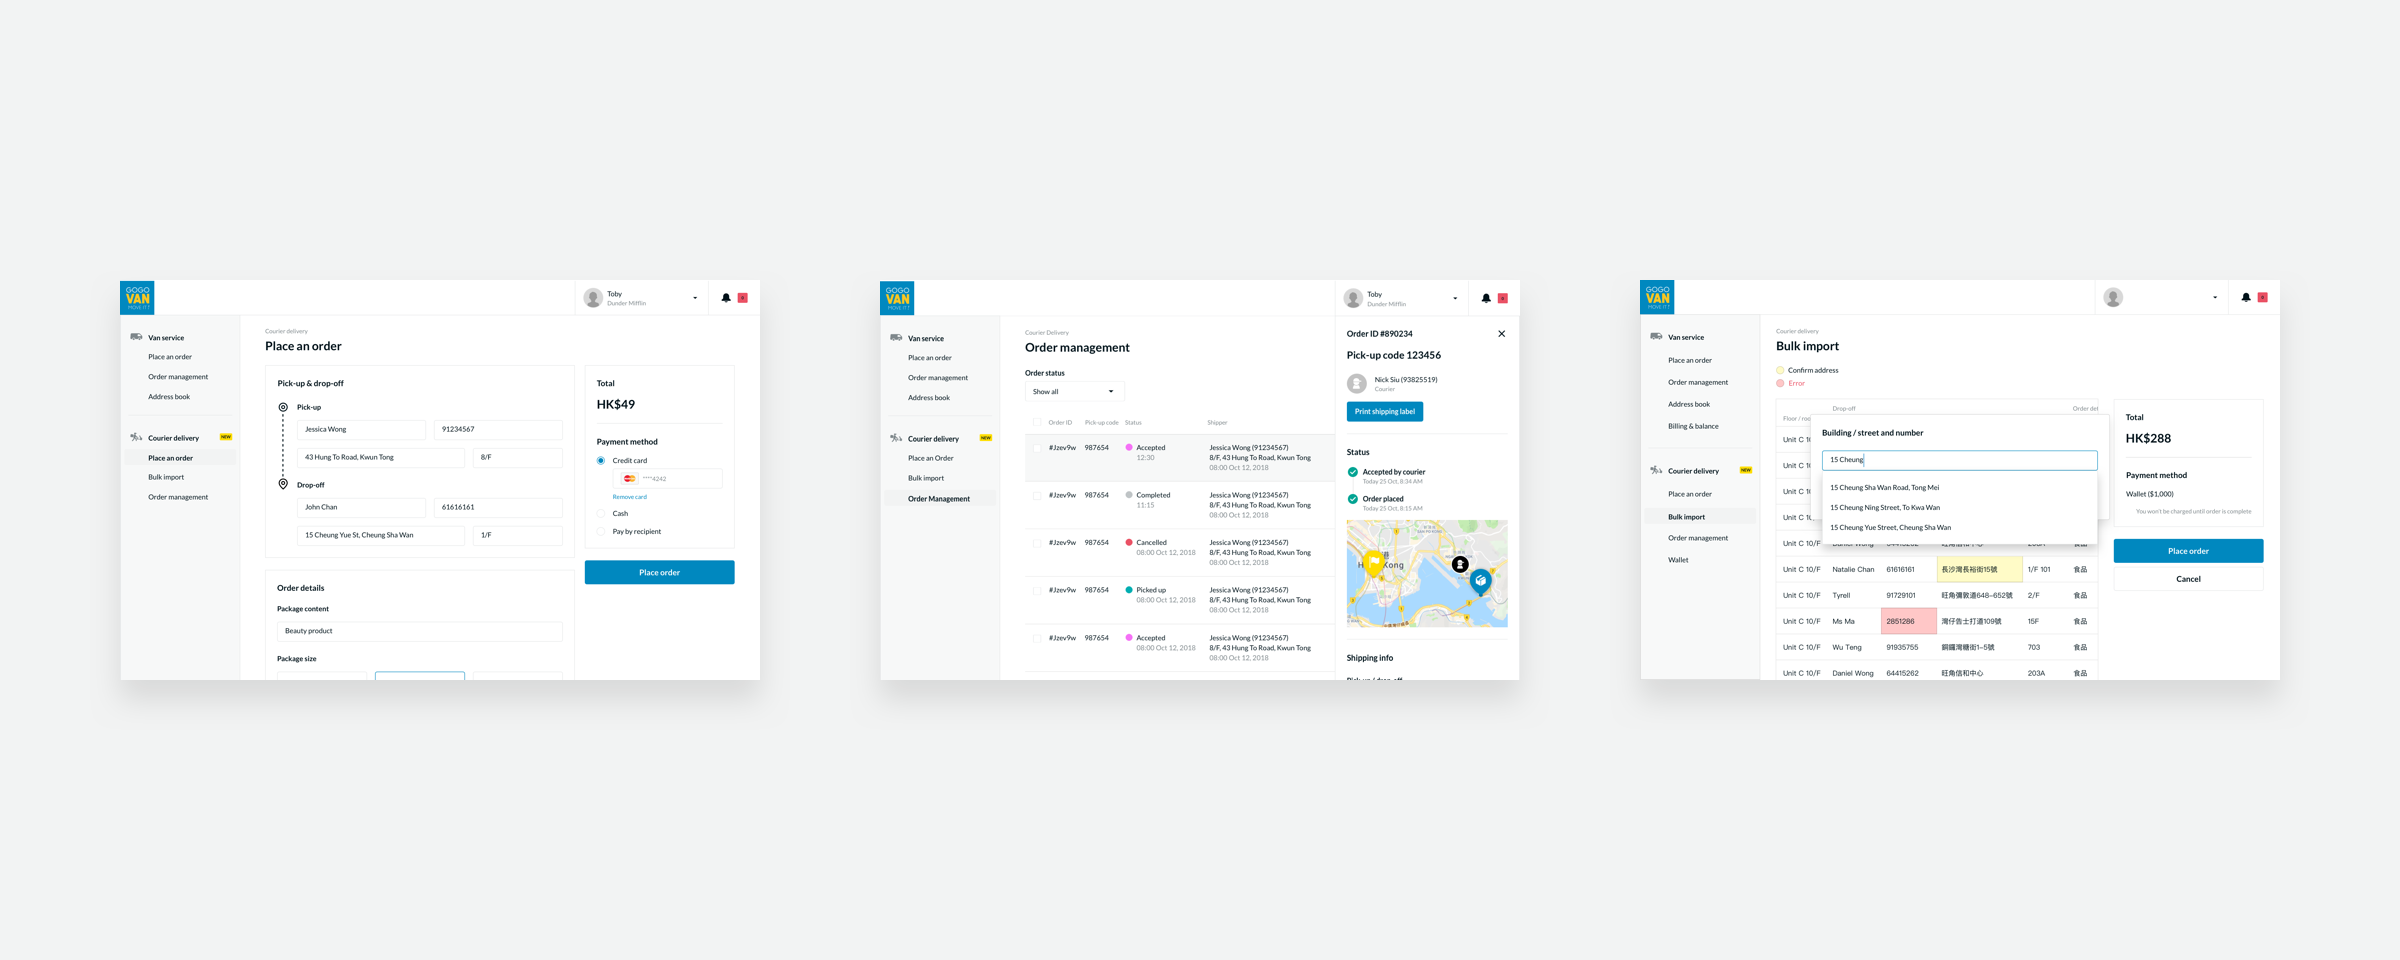 GOGO
VAN
MOVE IT!
Toby
Dunder Mifflin
Van service
Place an order
Order management
Address book
Courier delivery
NEW
Place an order
Bulk import
Order management
Courier delivery
Place an order
Pick-up & drop-off
Pick-up
Jessica Wong
91234567
43 Hung To Road, Kwun Tong
8/F
Drop-off
John Chan
61616161
15 Cheung Yue St, Cheung Sha Wan
1/F
Order details
Package content
Beauty product
Package size
Total
HK$49
Payment method
Credit card
****4242
Remove card
Cash
Pay by recipient
Place order
GOGO
VAN
MOVE IT!
Toby
Dunder Mifflin
Van service
Place an order
Order management
Address book
Courier delivery
NEW
Place an Order
Bulk import
Order Management
Courier Delivery
Order management
Order status
Show all
Order ID Pick-up code Status Shipper
#Jzev9w 987654 Accepted Jessica Wong (91234567)
12:30 8/F, 43 Hung To Road, Kwun Tong
08:00 Oct 12, 2018
#Jzev9w 987654 Completed Jessica Wong (91234567)
11:15 8/F, 43 Hung To Road, Kwun Tong
08:00 Oct 12, 2018
#Jzev9w 987654 Cancelled Jessica Wong (91234567)
08:00 Oct 12, 2018 8/F, 43 Hung To Road, Kwun Tong
08:00 Oct 12, 2018
#Jzev9w 987654 Picked up Jessica Wong (91234567)
08:00 Oct 12, 2018 8/F, 43 Hung To Road, Kwun Tong
08:00 Oct 12, 2018
#Jzev9w 987654 Accepted Jessica Wong (91234567)
08:00 Oct 12, 2018 8/F, 43 Hung To Road, Kwun Tong
08:00 Oct 12, 2018
Order ID #890234
Pick-up code 123456
Nick Siu (93825519)
Courier
Print shipping label
Status
Accepted by courier
Today 25 Oct, 8:34 AM
Order placed
Today 25 Oct, 8:15 AM
港
Kong
Shipping info
Pick-up / drop-off
GOGO
VAN
MOVE IT!
Van service
Place an order
Order management
Address book
Billing & balance
Courier delivery
NEW
Place an order
Bulk import
Order management
Wallet
Courier delivery
Bulk import
Confirm address
Error
Drop-off Order del
Floor / roo
Building / street and number
15 Cheung
15 Cheung Sha Wan Road, Tong Mei
15 Cheung Ning Street, To Kwa Wan
15 Cheung Yue Street, Cheung Sha Wan
Unit C 10/F Daniel Wong 64415262 旺角信和中心 203A 食品
Unit C 10/F Natalie Chan 61616161 長沙灣長裕街15號 1/F 101 食品
Unit C 10/F Tyrell 91729101 旺角彌敦道648-652號 2/F 食品
Unit C 10/F Ms Ma 2851286 灣仔告士打道109號 15F 食品
Unit C 10/F Wu Teng 91935755 銅鑼灣糖街1-5號 703 食品
Unit C 10/F Daniel Wong 64415262 旺角信和中心 203A 食品
Total
HK$288
Payment method
Wallet ($1,000)
You won't be charged until order is complete
Place order
Cancel